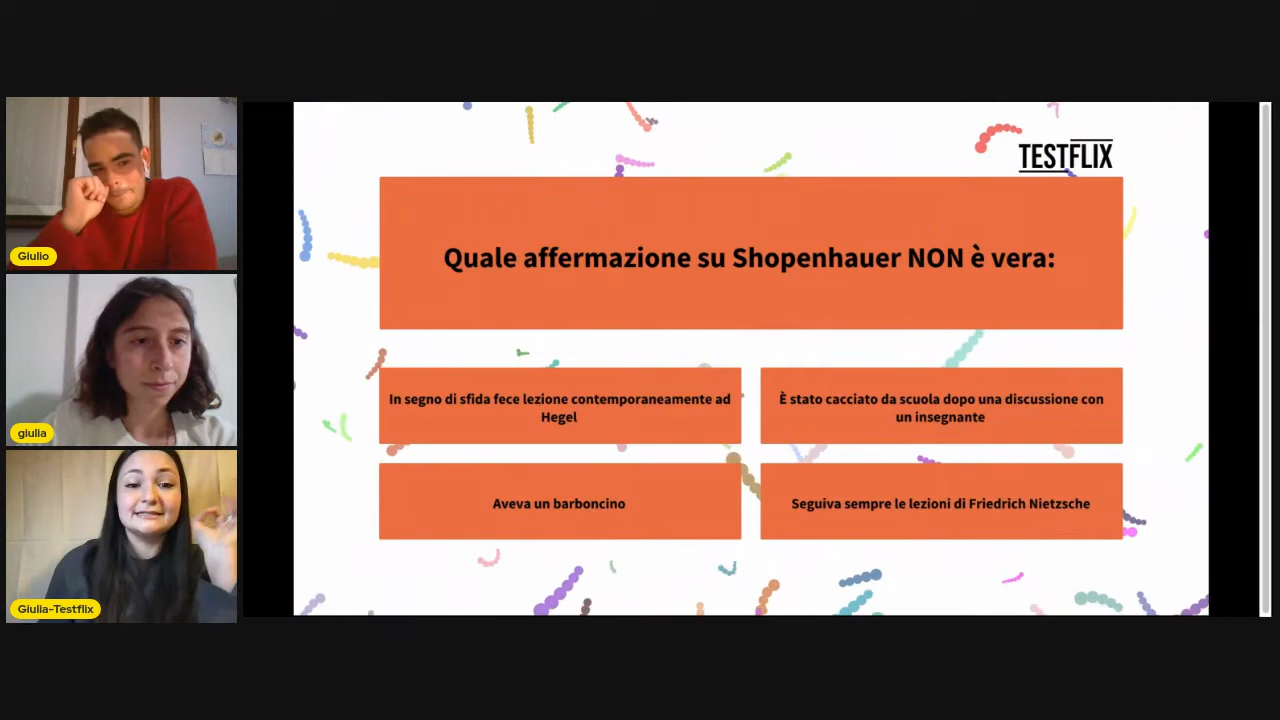 Giulio
giulia
Giulia-Testflix
TESTFLIX
Quale affermazione su Shopenhauer NON è vera:
In segno di sfida fece lezione contemporaneamente ad
Hegel
È stato cacciato da scuola dopo una discussione con
un insegnante
Aveva un barboncino
Seguiva sempre le lezioni di Friedrich Nietzsche